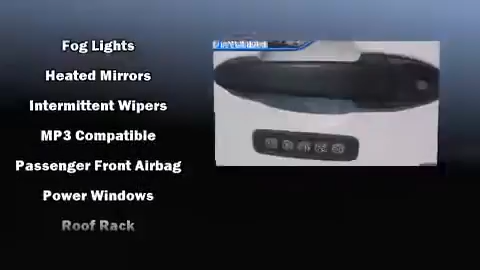 Fog Lights
Heated Mirrors
Intermittent Wipers
MP3 Compatible
Passenger Front Airbag
Power Windows
Roof Rack